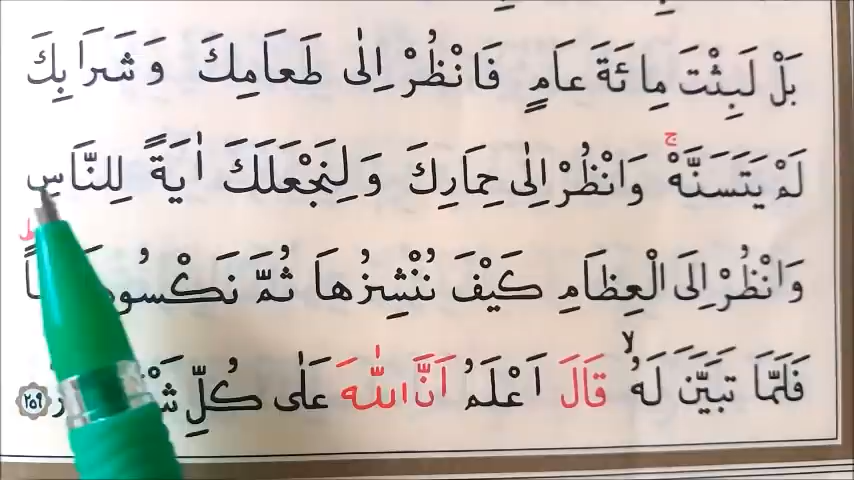 بَلْ لَبِثْتَ مِائَةَ عَامٍ فَانْظُرْ اِلٰى طَعَامِكَ وَشَرَابِكَ
لَمْ يَتَسَنَّهْ ۚ وَانْظُرْ اِلٰى حِمَارِكَ وَلِنَجْعَلَكَ اٰيَةً لِلنَّاسِ
وَانْظُرْ اِلَى الْعِظَامِ كَيْفَ نُنْشِزُهَا ثُمَّ
فَلَمَّا تَبَيَّنَ لَهُ ۙ قَالَ اَعْلَمُ اَنَّ اللّٰهَ عَلٰى كُلِّ ٢٥٩